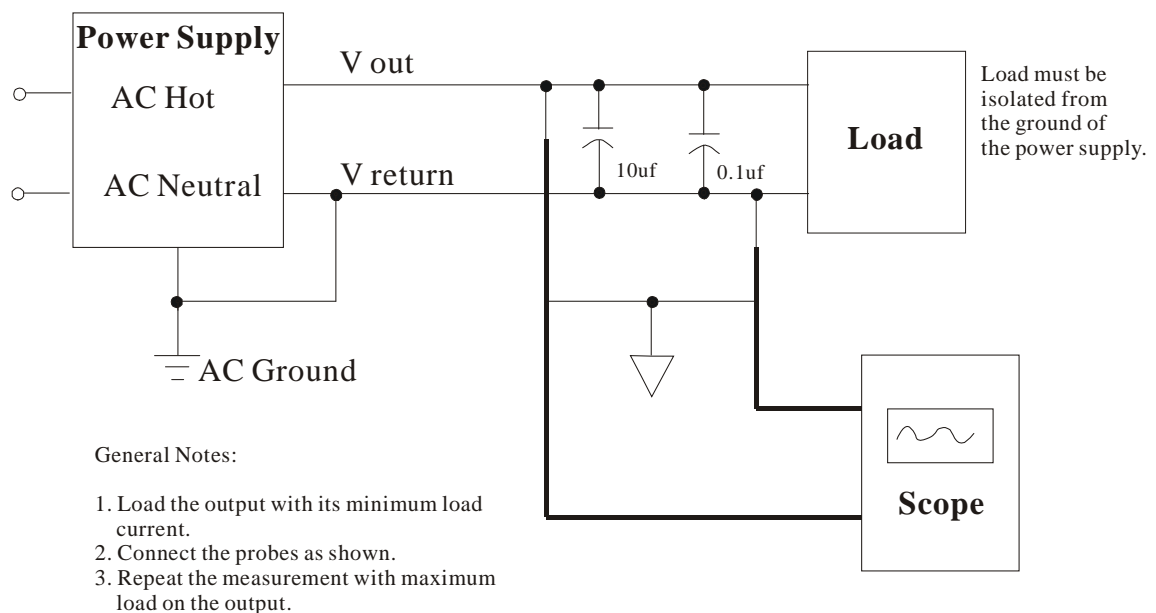 Power Supply
AC Hot
AC Neutral
V out
V return
10uf
0.1uf
Load
Load must be
isolated from
the ground of
the power supply.
AC Ground
Scope
General Notes:
1. Load the output with its minimum load
current.
2. Connect the probes as shown.
3. Repeat the measurement with maximum
load on the output.